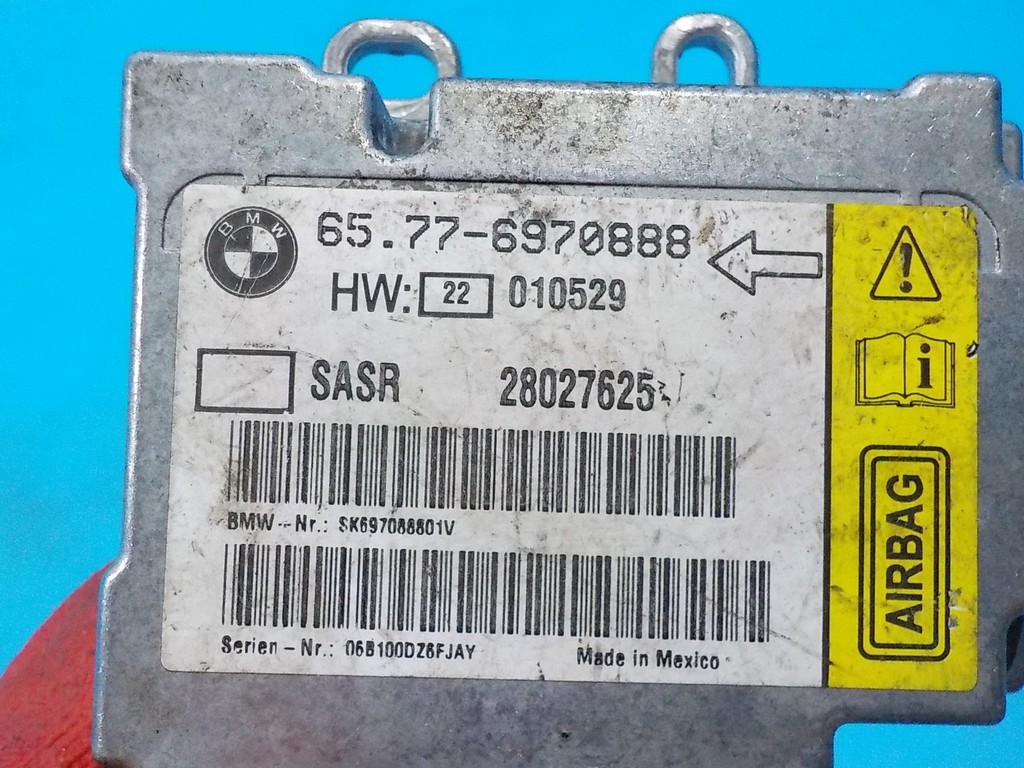 BMW
65.77-6970888
HW: 22 010529
SASR 28027625
BMW--Nr.: SK697088801V
Serien-Nr.: 06B100DZ6FJAY Made in Mexico
i
AIRBAG